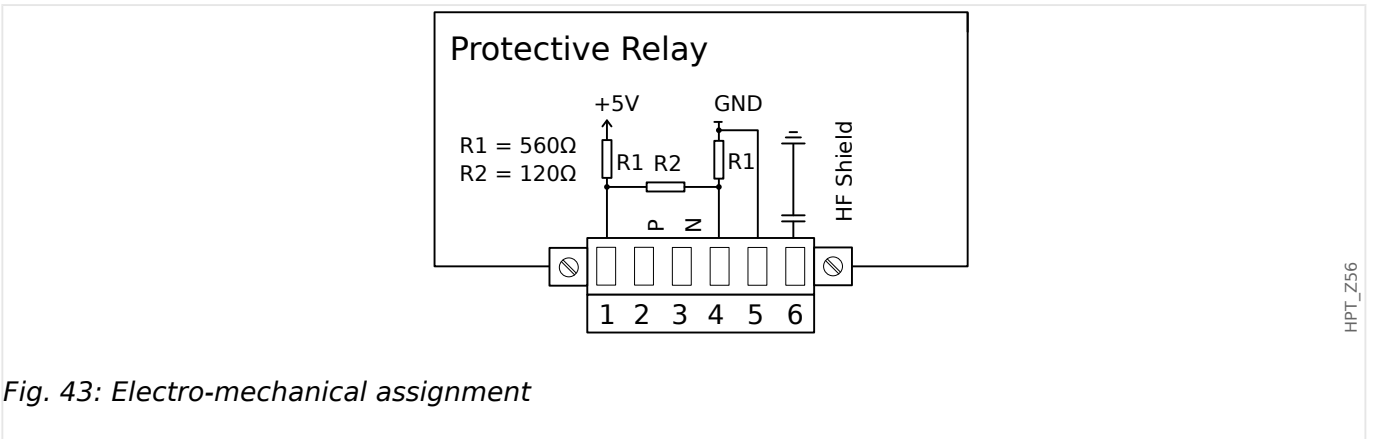 Protective Relay
+5V
GND
R1 = 560Ω
R2 = 120Ω
R1
R2
R1
HF Shield
P
N
1 2 3 4 5 6
HPT_Z56
Fig. 43: Electro-mechanical assignment